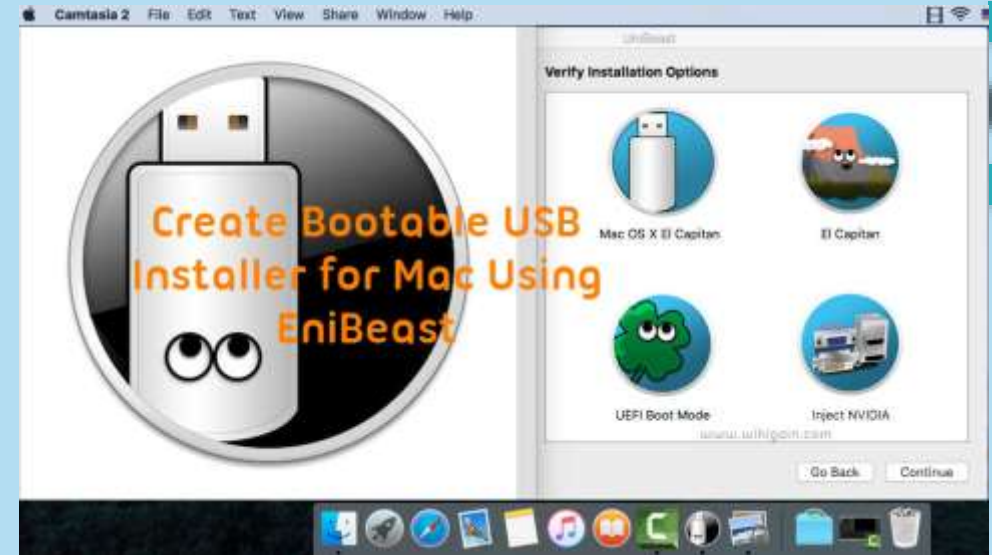 Camtasia 2 File Edit Text View Share Window Help
UniBeast
Verify Installation Options
Create Bootable USB
Installer for Mac Using
EniBeast
Mac OS X El Capitan
El Capitan
UEFI Boot Mode
Inject NVIDIA
www.wikigain.com
Go Back
Continue